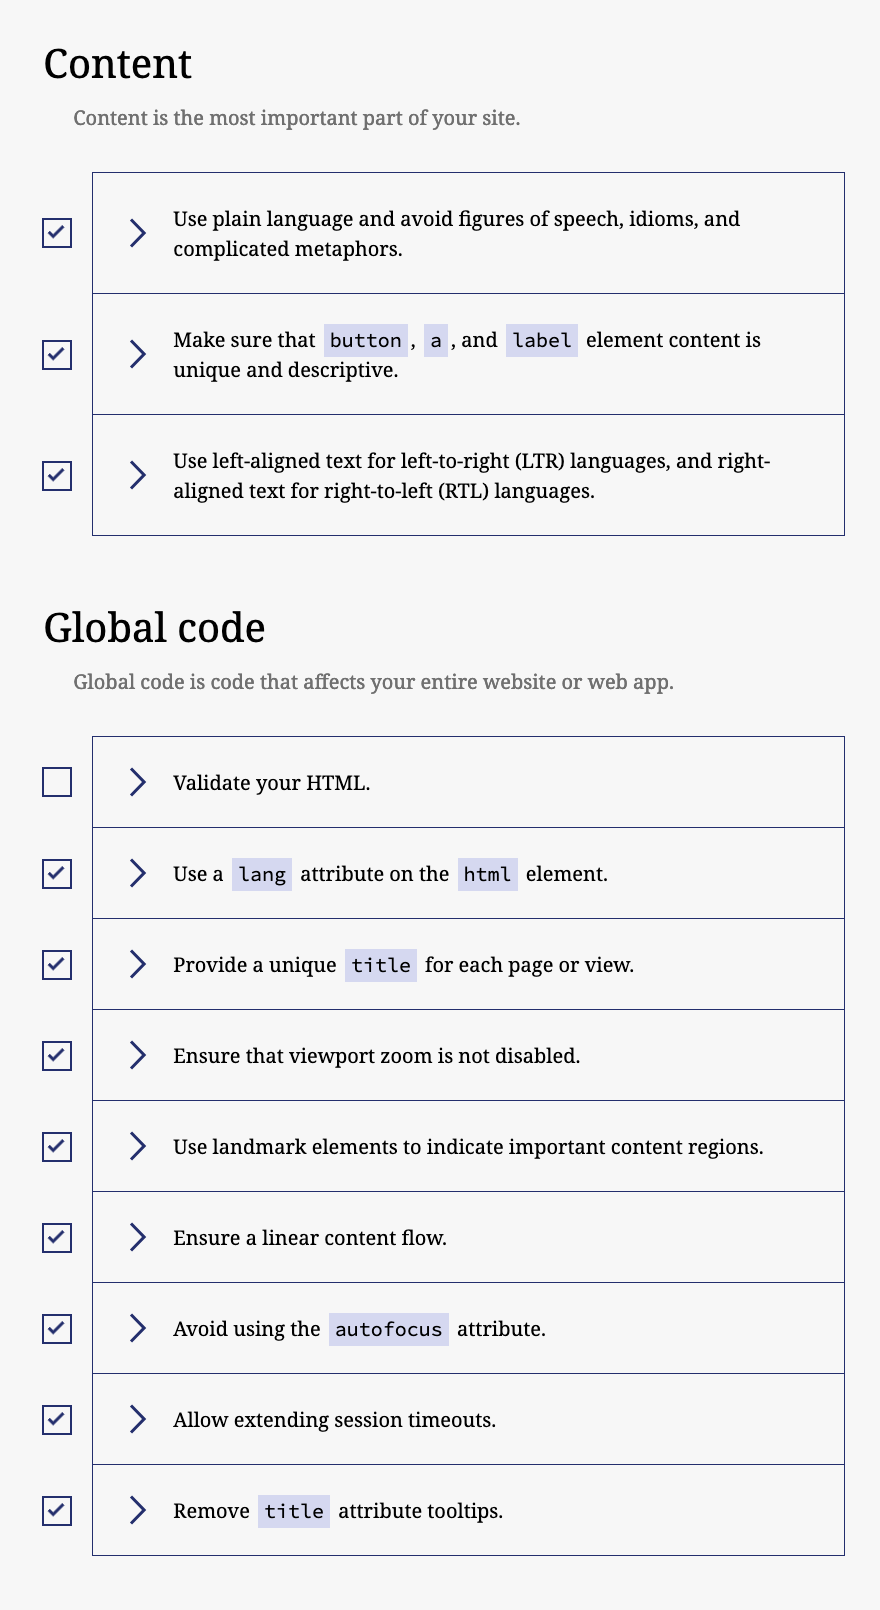 Content
Content is the most important part of your site.
Use plain language and avoid figures of speech, idioms, and
complicated metaphors.
Make sure that button, a, and label element content is
unique and descriptive.
Use left-aligned text for left-to-right (LTR) languages, and right-
aligned text for right-to-left (RTL) languages.
Global code
Global code is code that affects your entire website or web app.
Validate your HTML.
Use a lang attribute on the html element.
Provide a unique title for each page or view.
Ensure that viewport zoom is not disabled.
Use landmark elements to indicate important content regions.
Ensure a linear content flow.
Avoid using the autofocus attribute.
Allow extending session timeouts.
Remove title attribute tooltips.